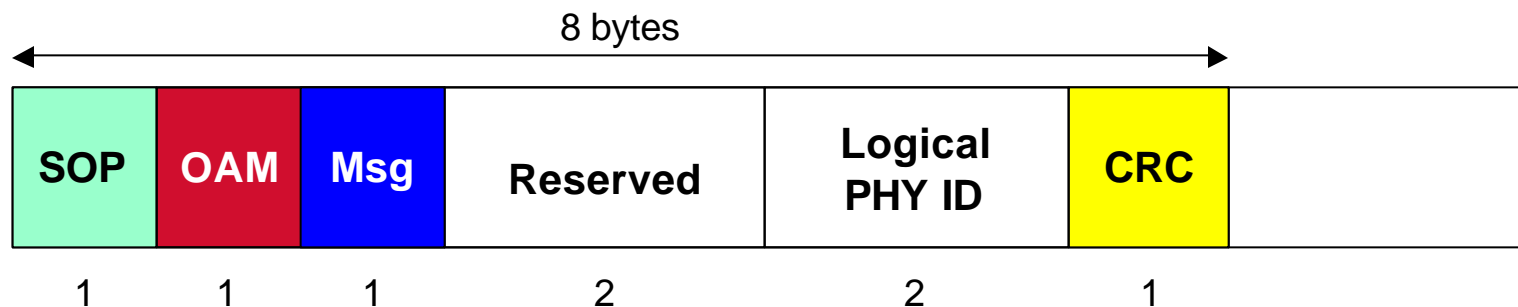 8 bytes
SOP OAM Msg Reserved Logical PHY ID CRC
1 1 1 2 2 1